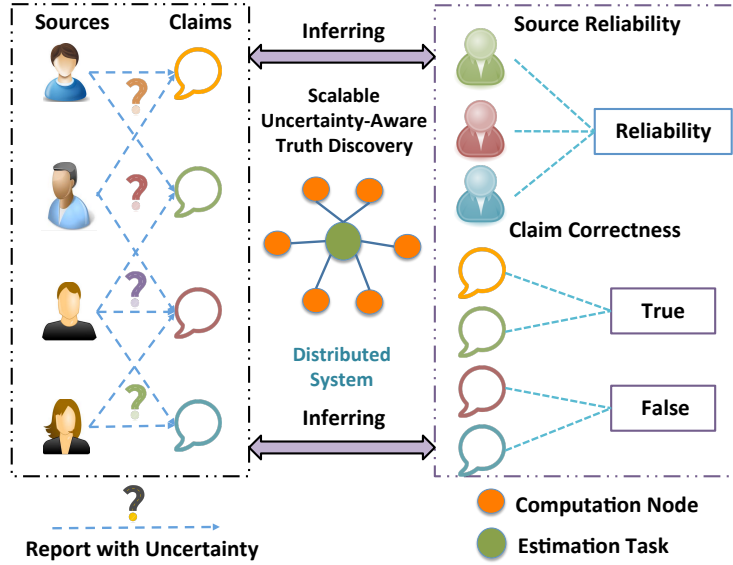 Sources
Claims
Inferring
Source Reliability
?
Scalable
Uncertainty-Aware
Truth Discovery
Reliability
?
Claim Correctness
?
True
Distributed
System
?
False
Inferring
?
Report with Uncertainty
Computation Node
Estimation Task